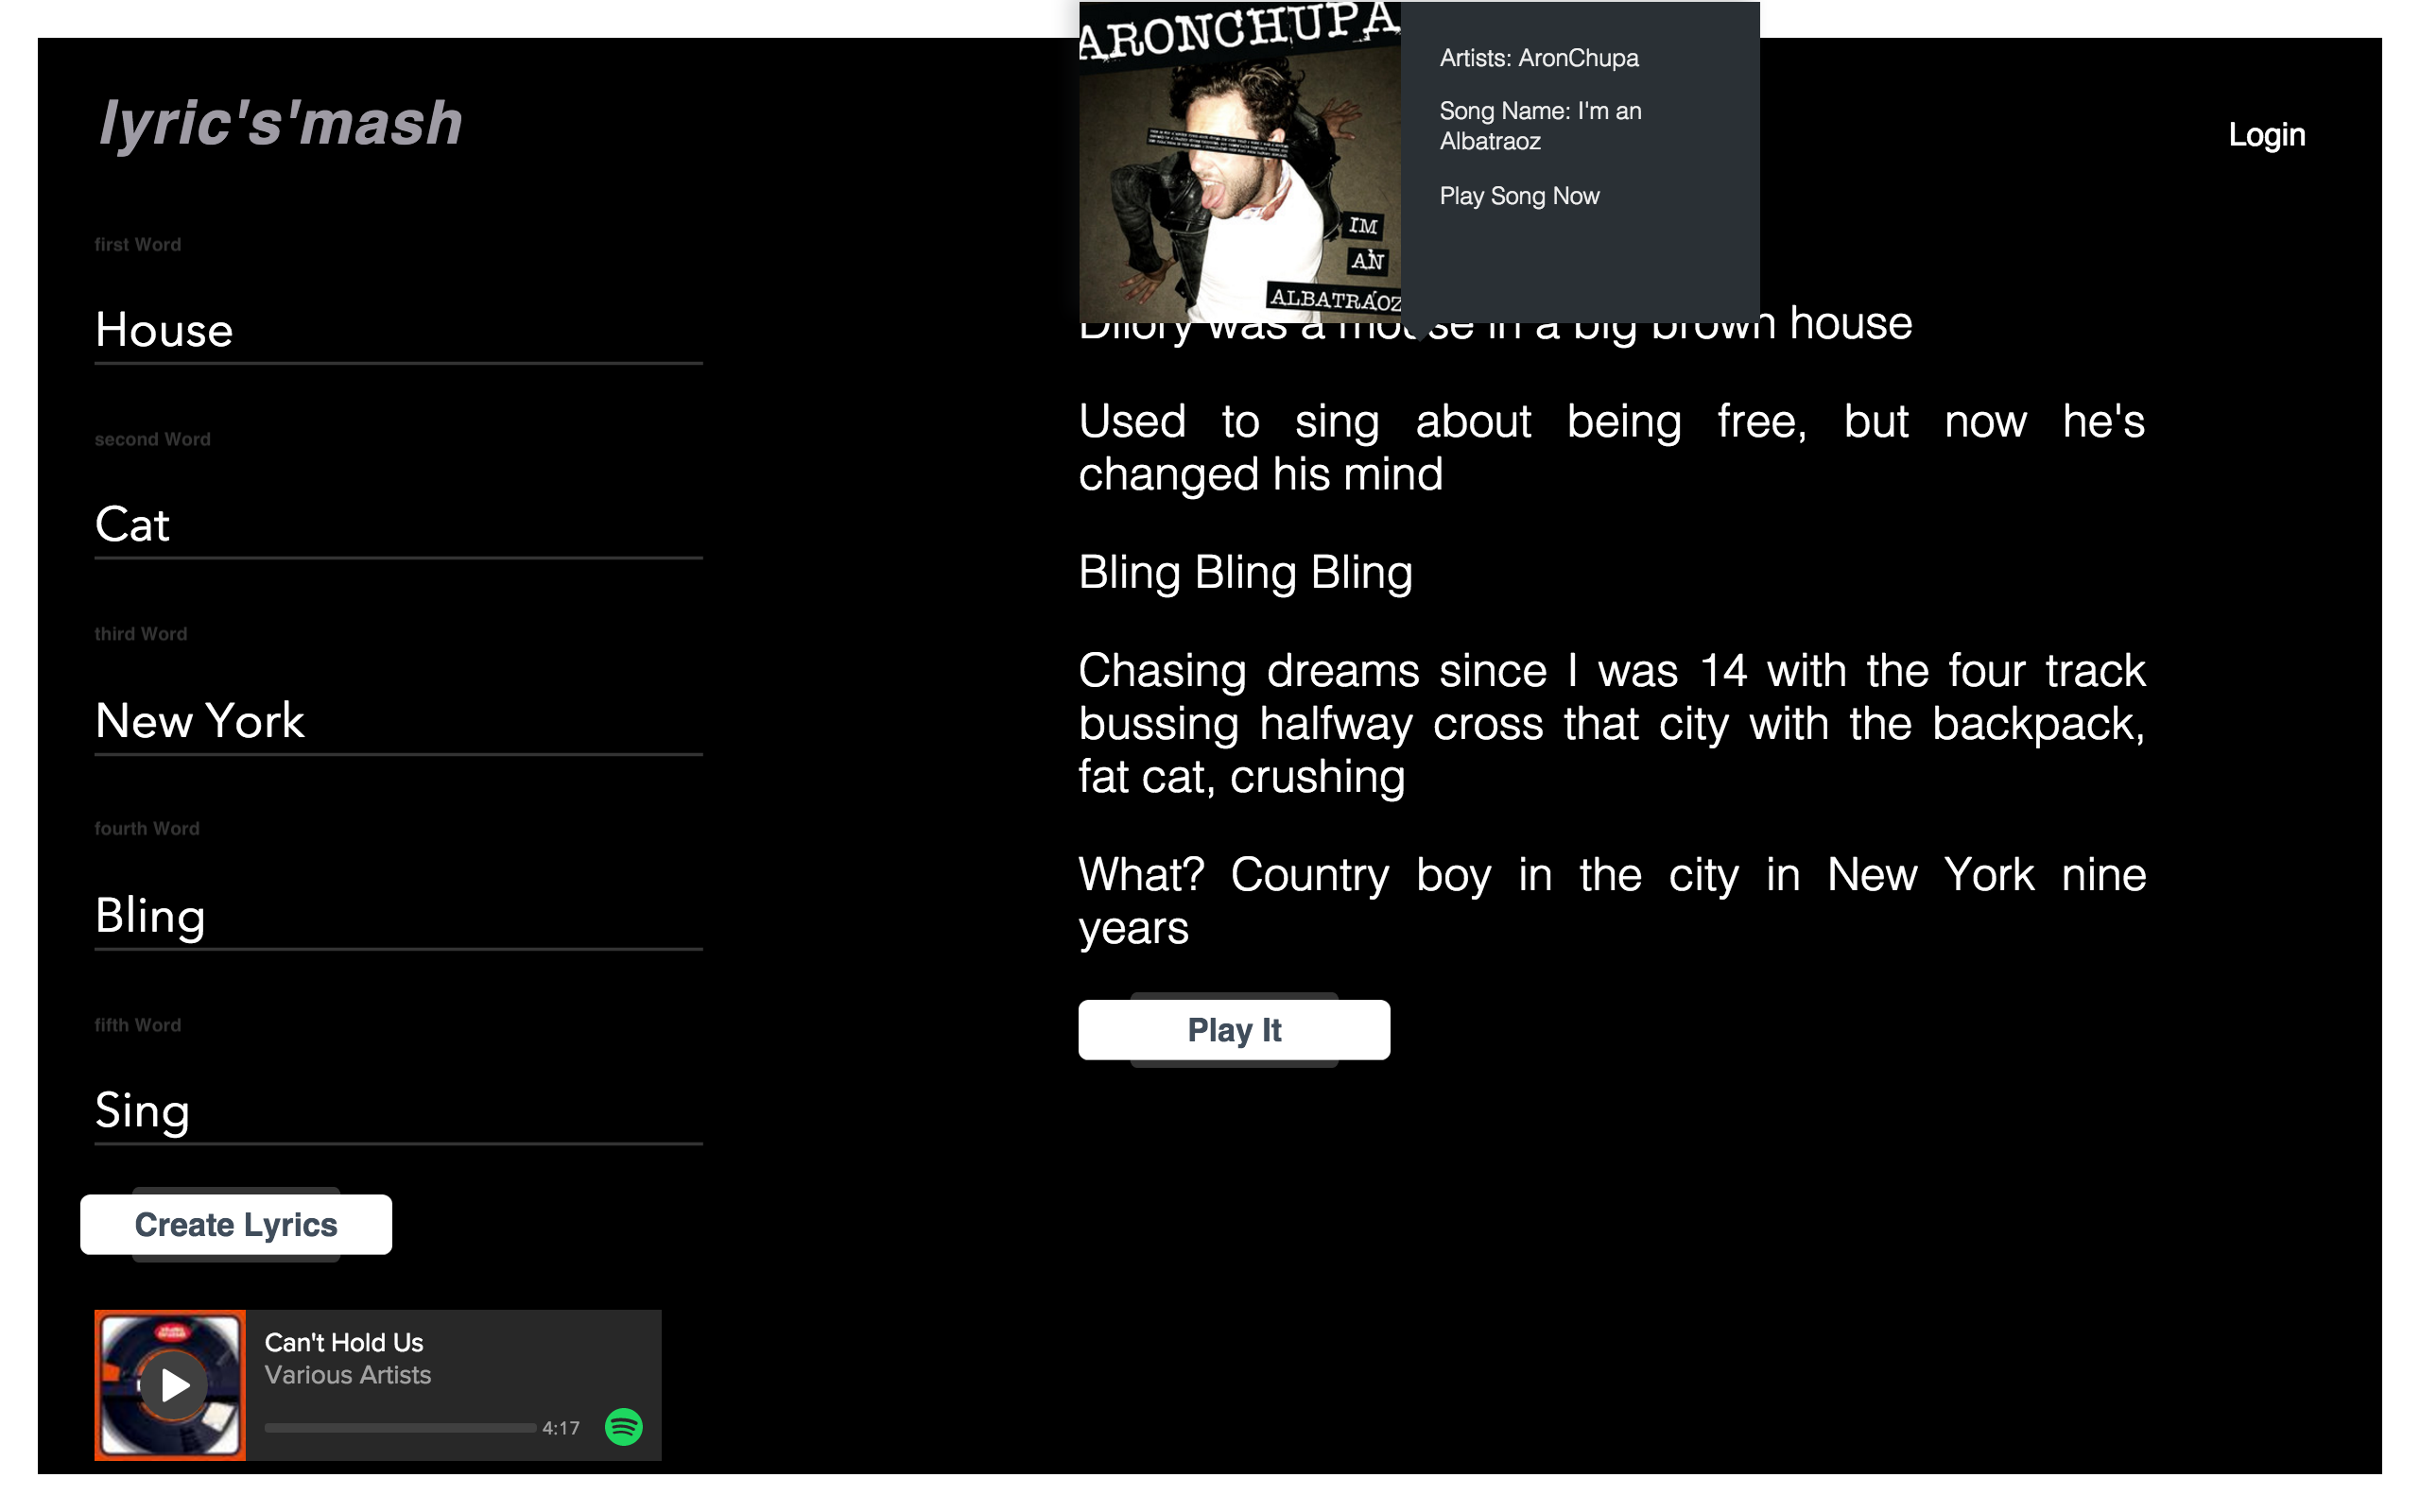 lyric's'mash
Login
first Word
House
second Word
Cat
third Word
New York
fourth Word
Bling
fifth Word
Sing
Create Lyrics
Can't Hold Us
Various Artists
4:17
ARONCHUPA
IM
AN
ALBATRAOZ
Artists: AronChupa
Song Name: I'm an
Albatraoz
Play Song Now
was a mouse in a big brown house
Used to sing about being free, but now he's
changed his mind
Bling Bling Bling
Chasing dreams since I was 14 with the four track
bussing halfway cross that city with the backpack,
fat cat, crushing
What? Country boy in the city in New York nine
years
Play It